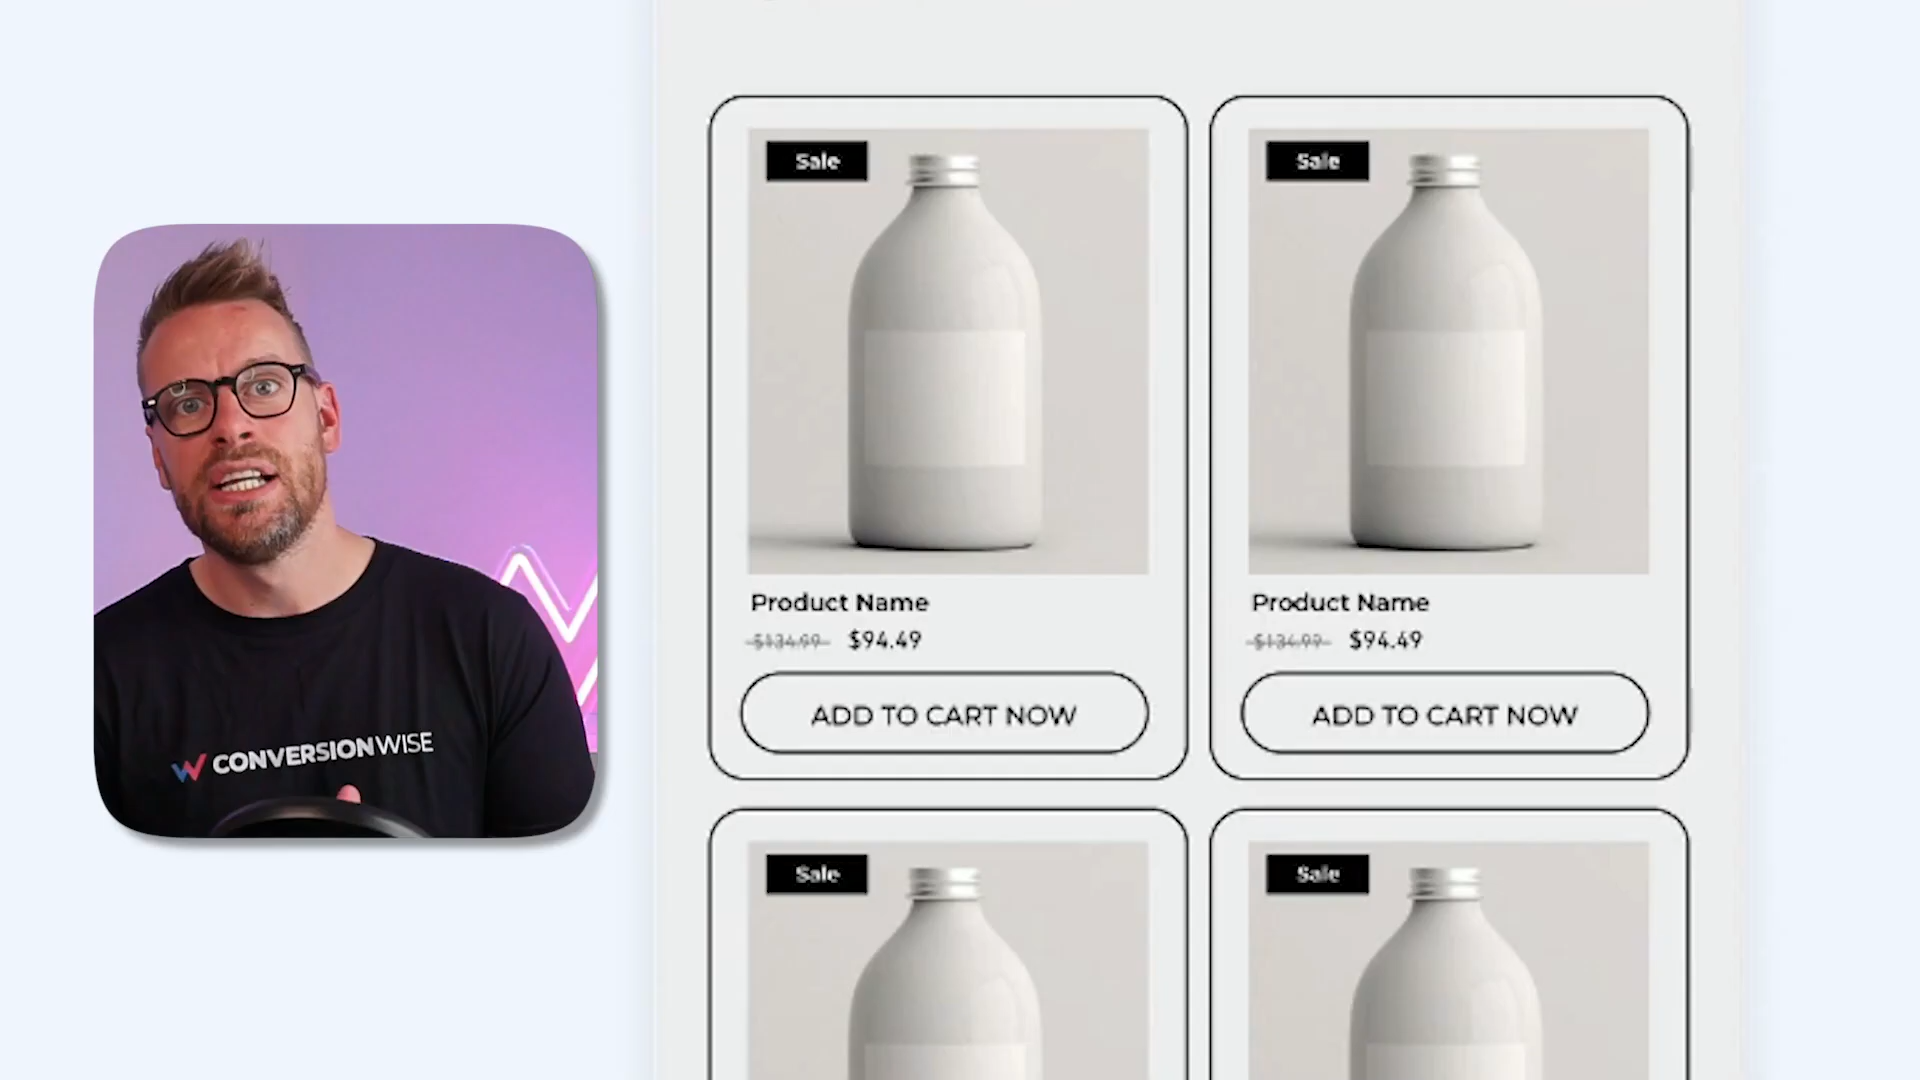 CONVERSIONWISE
Sale
Product Name
$134.99 $94.49
ADD TO CART NOW
Sale
Product Name
$134.99 $94.49
ADD TO CART NOW
Sale
Sale